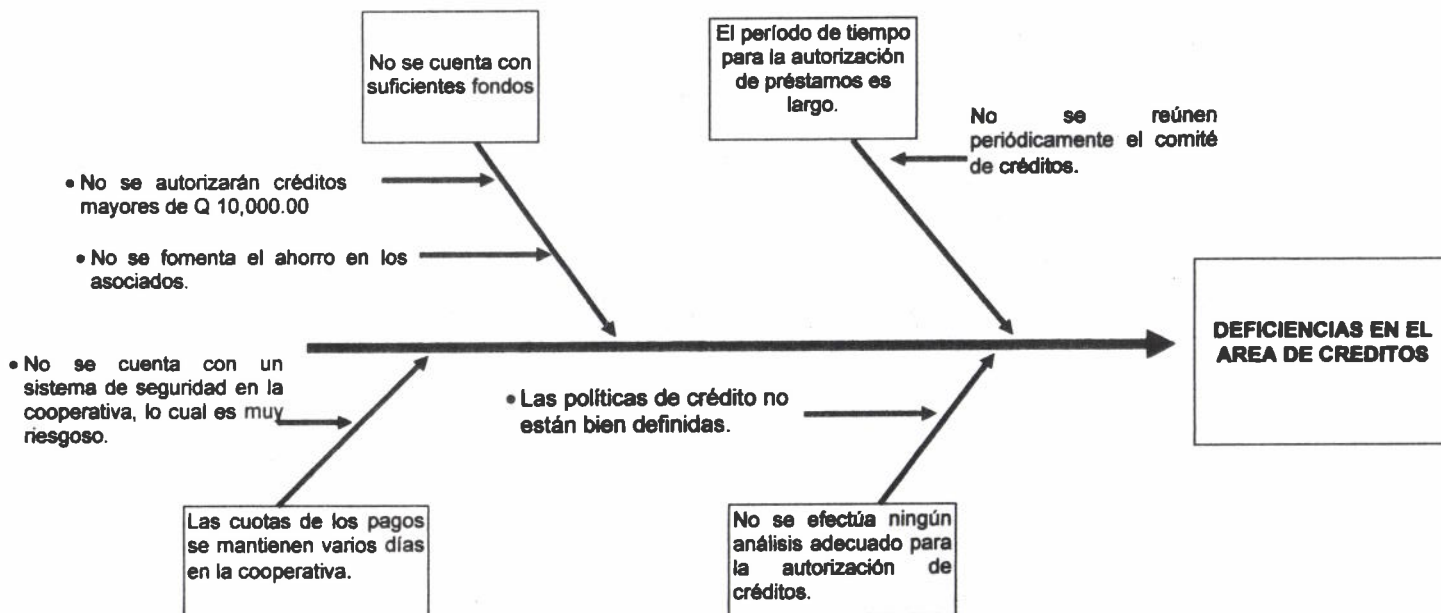 No se cuenta con
suficientes fondos
El período de tiempo
para la autorización
de préstamos es
largo.
No se reúnen
periódicamente el comité
de créditos.
• No se autorizarán créditos
mayores de Q 10,000.00
• No se fomenta el ahorro en los
asociados.
DEFICIENCIAS EN EL
AREA DE CREDITOS
• No se cuenta con un
sistema de seguridad en la
cooperativa, lo cual es muy
riesgoso.
• Las políticas de crédito no
están bien definidas.
Las cuotas de los pagos
se mantienen varios días
en la cooperativa.
No se efectúa ningún
análisis adecuado para
la autorización de
créditos.